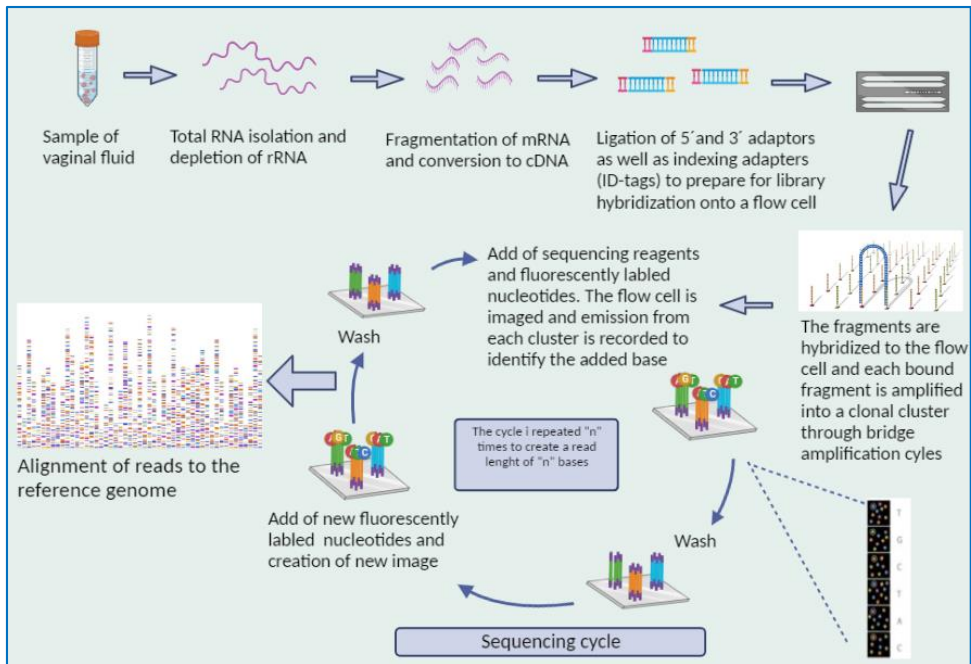 Sample of
vaginal fluid
Total RNA isolation and
depletion of rRNA
Fragmentation of mRNA
and conversion to cDNA
Ligation of 5´and 3´ adaptors
as well as indexing adapters
(ID-tags) to prepare for library
hybridization onto a flow cell
The fragments are
hybridized to the flow
cell and each bound
fragment is amplified
into a clonal cluster
through bridge
amplification cyles
Add of sequencing reagents
and fluorescently labled
nucleotides. The flow cell is
imaged and emission from
each cluster is recorded to
identify the added base
Wash
The cycle i repeated "n"
times to create a read
lenght of "n" bases
Wash
T
G
C
T
A
C
Add of new fluorescently
labled nucleotides and
creation of new image
Alignment of reads to the
reference genome
Sequencing cycle